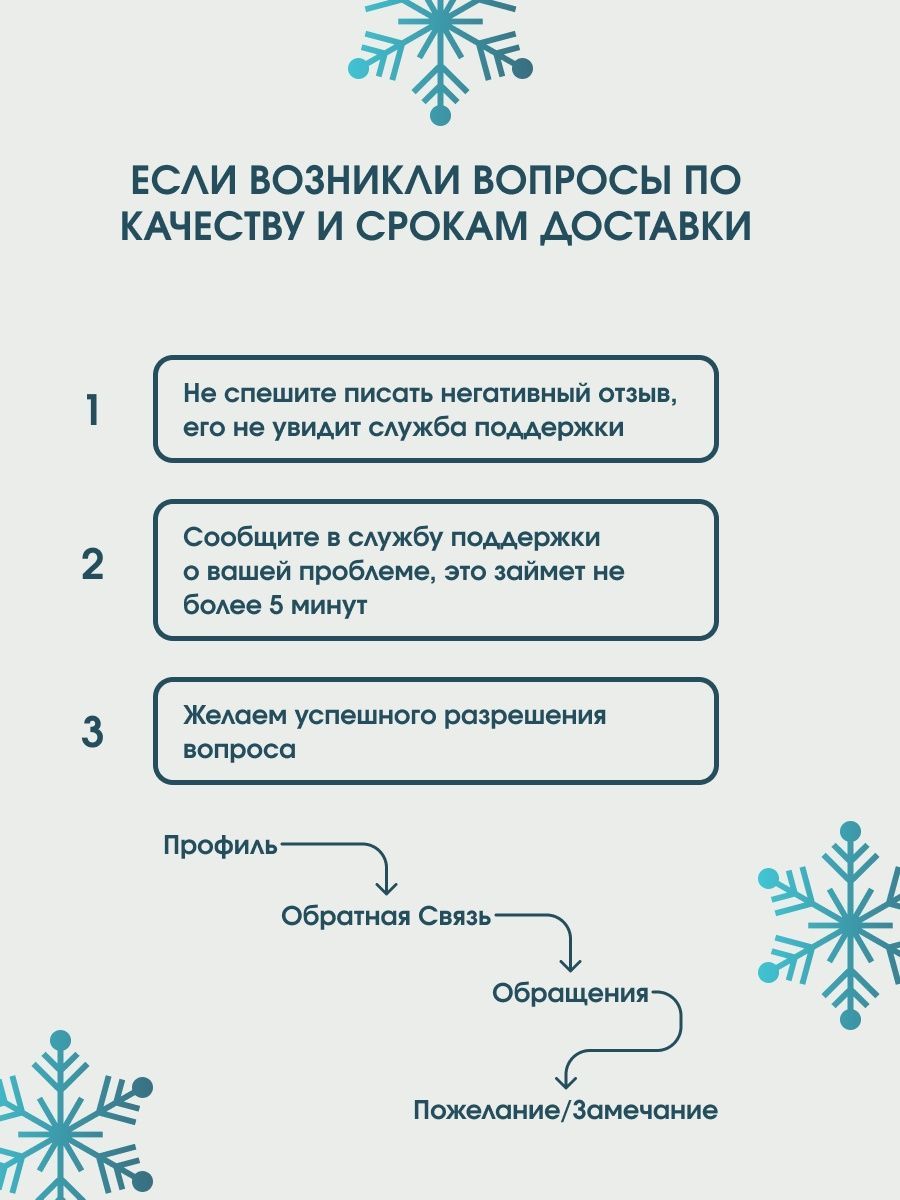 ЕСЛИ ВОЗНИКЛИ ВОПРОСЫ ПО
КАЧЕСТВУ И СРОКАМ ДОСТАВКИ
1
Не спешите писать негативный отзыв,
его не увидит служба поддержки
2
Сообщите в службу поддержки
о вашей проблеме, это займет не
более 5 минут
3
Желаем успешного разрешения
вопроса
Профиль
Обратная Связь
Обращения
Пожелание/Замечание